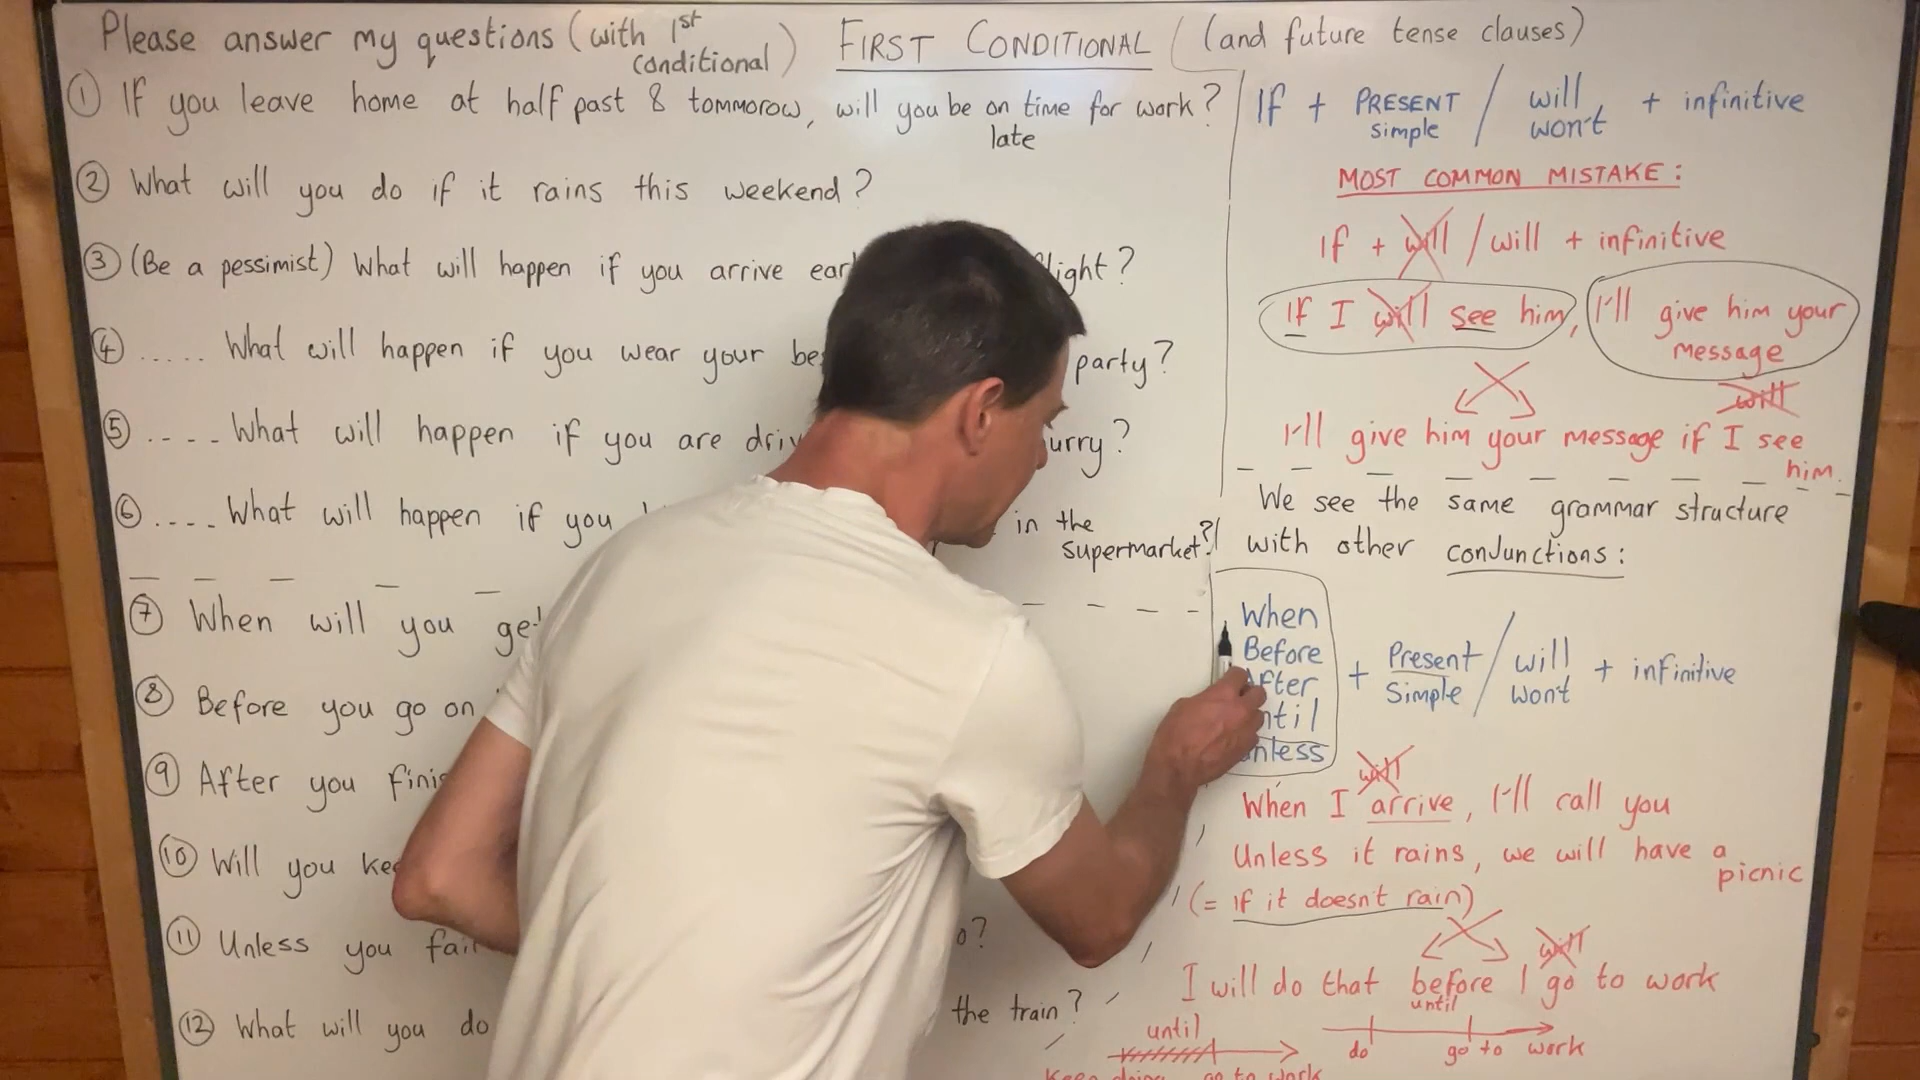 Please answer my questions (with 1st conditional)
FIRST CONDITIONAL (and future tense clauses)
① If you leave home at half past 8 tommorow, will you be on time for work?
late
② What will you do if it rains this weekend?
③ (Be a pessimist) What will happen if you arrive light?
④ ..... What will happen if you wear your party?
⑤ .... What will happen if you are urry?
⑥ .... What will happen if you in the supermarket?
⑦ When will you
⑧ Before you go on
⑨ After you
⑩ Will you
⑪ Unless you
⑫ What will you do the train?
If + PRESENT simple / will won't + infinitive
MOST COMMON MISTAKE:
If + will / will + infinitive
If I will see him, I'll give him your message
will
I'll give him your message if I see him.
We see the same grammar structure
with other conjunctions:
When
Before
After
until
unless
+ Present Simple / will won't + infinitive
will
When I arrive, I'll call you
Unless it rains, we will have a picnic
(= if it doesn't rain)
will
I will do that before I go to work
until
until
do go to work
keep doing go to work